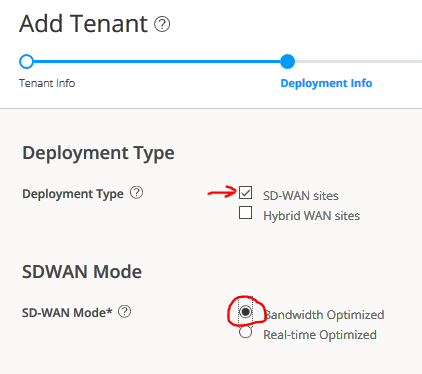 Add Tenant
Tenant Info
Deployment Info
Deployment Type
Deployment Type
SD-WAN sites
Hybrid WAN sites
SDWAN Mode
SD-WAN Mode*
Bandwidth Optimized
Real-time Optimized